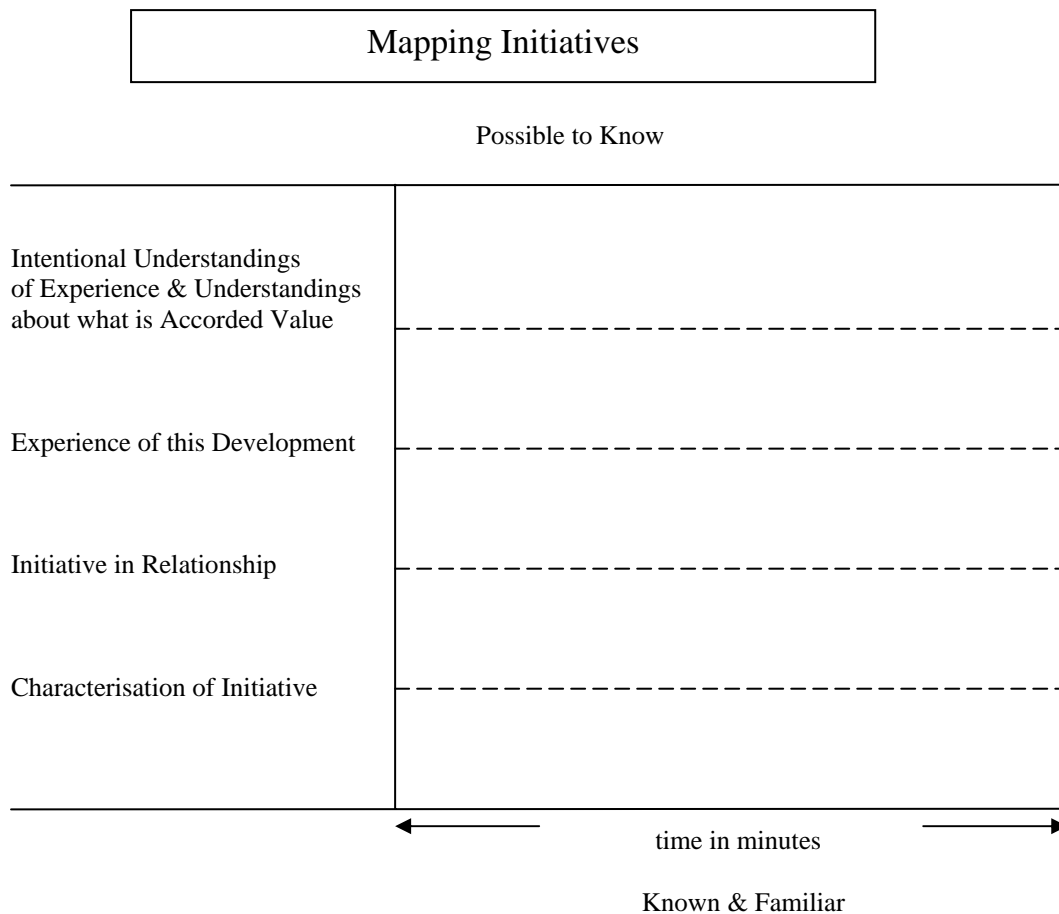 Mapping Initiatives
Possible to Know
Intentional Understandings
of Experience & Understandings
about what is Accorded Value
Experience of this Development
Initiative in Relationship
Characterisation of Initiative
time in minutes
Known & Familiar